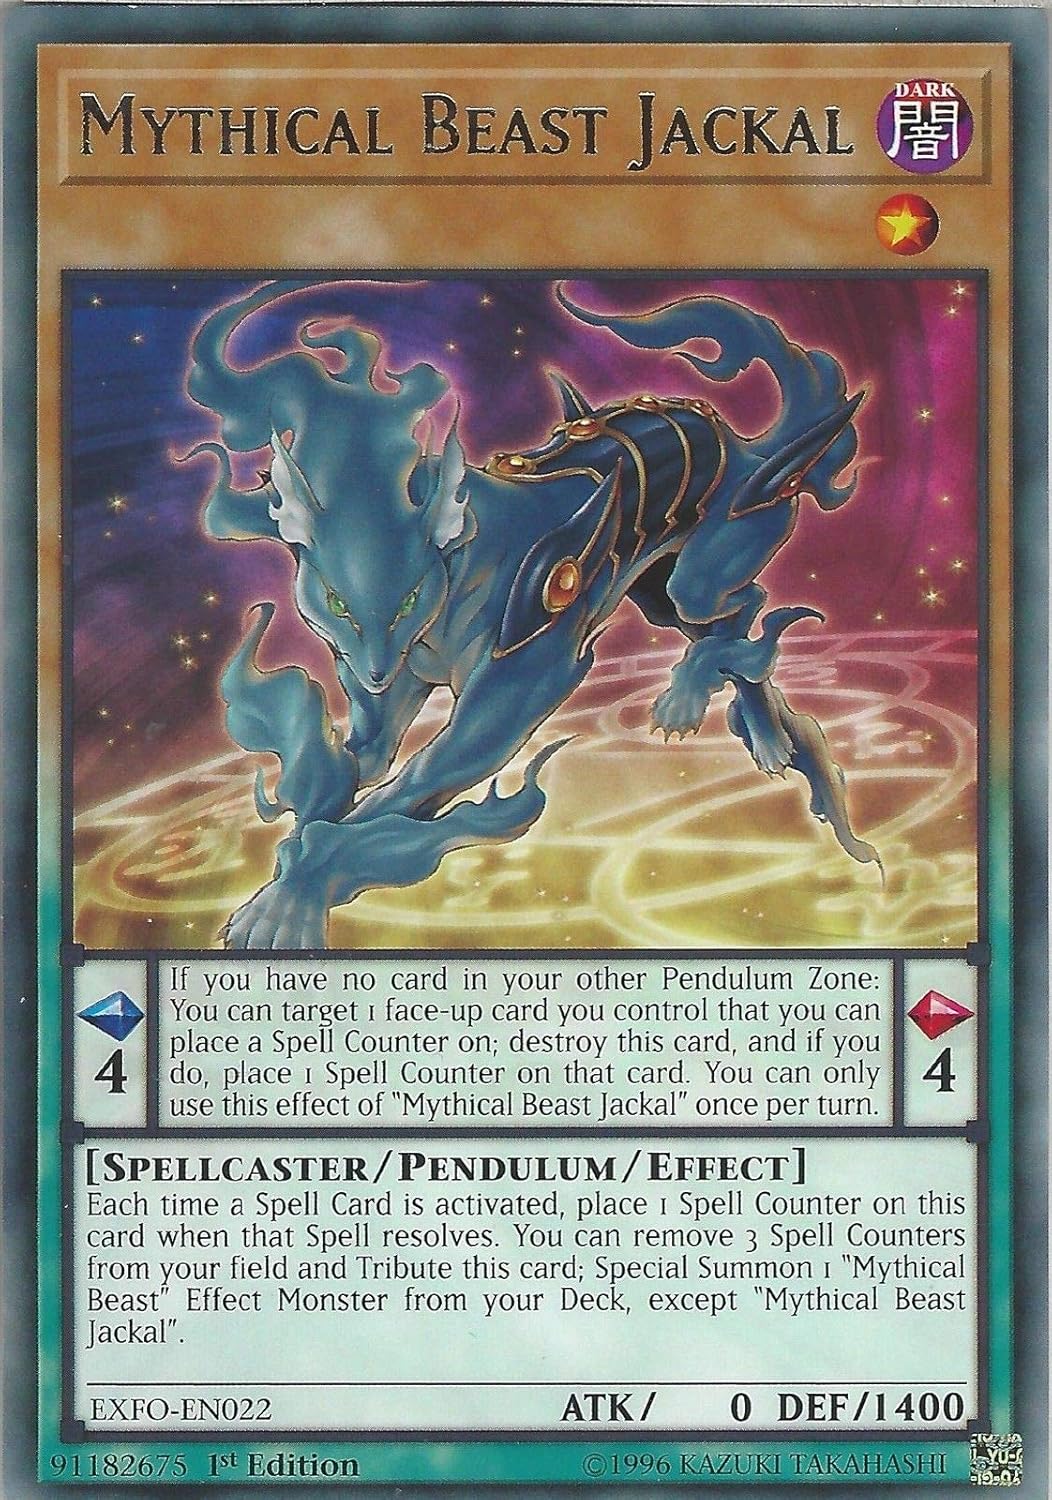 MYTHICAL BEAST JACKAL
DARK
闇
If you have no card in your other Pendulum Zone:
You can target 1 face-up card you control that you can
place a Spell Counter on; destroy this card, and if you
do, place 1 Spell Counter on that card. You can only
use this effect of "Mythical Beast Jackal" once per turn.
4
4
[SPELLCASTER/PENDULUM/EFFECT]
Each time a Spell Card is activated, place 1 Spell Counter on this
card when that Spell resolves. You can remove 3 Spell Counters
from your field and Tribute this card; Special Summon 1 "Mythical
Beast" Effect Monster from your Deck, except "Mythical Beast
Jackal".
EXFO-EN022
ATK/ 0 DEF/1400
91182675 1st Edition
©1996 KAZUKI TAKAHASHI